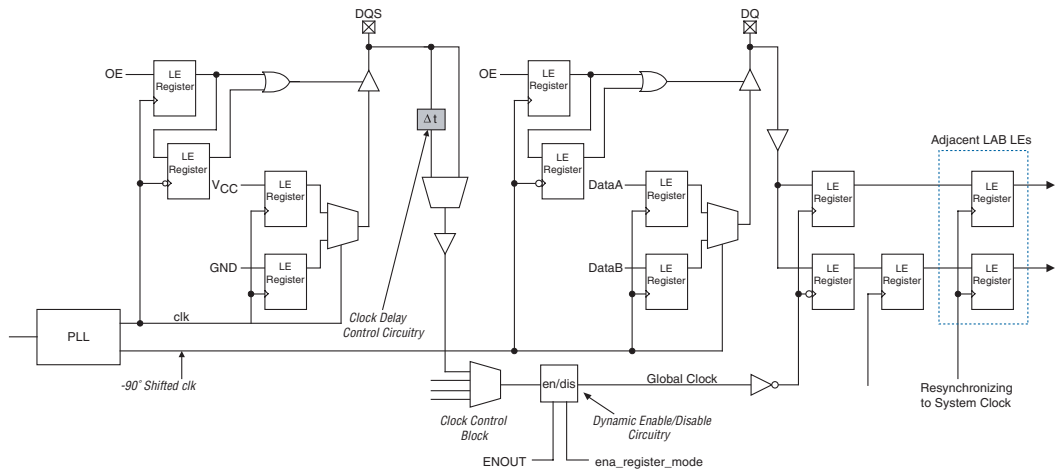 DQS
DQ
OE
LE
Register
OE
LE
Register
Δt
Adjacent LAB LEs
LE
Register
LE
Register
VCC
LE
Register
DataA
LE
Register
LE
Register
LE
Register
GND
LE
Register
DataB
LE
Register
LE
Register
LE
Register
LE
Register
clk
Clock Delay
Control Circuitry
PLL
-90° Shifted clk
en/dis
Global Clock
Clock Control
Block
Dynamic Enable/Disable
Circuitry
Resynchronizing
to System Clock
ENOUT
ena_register_mode